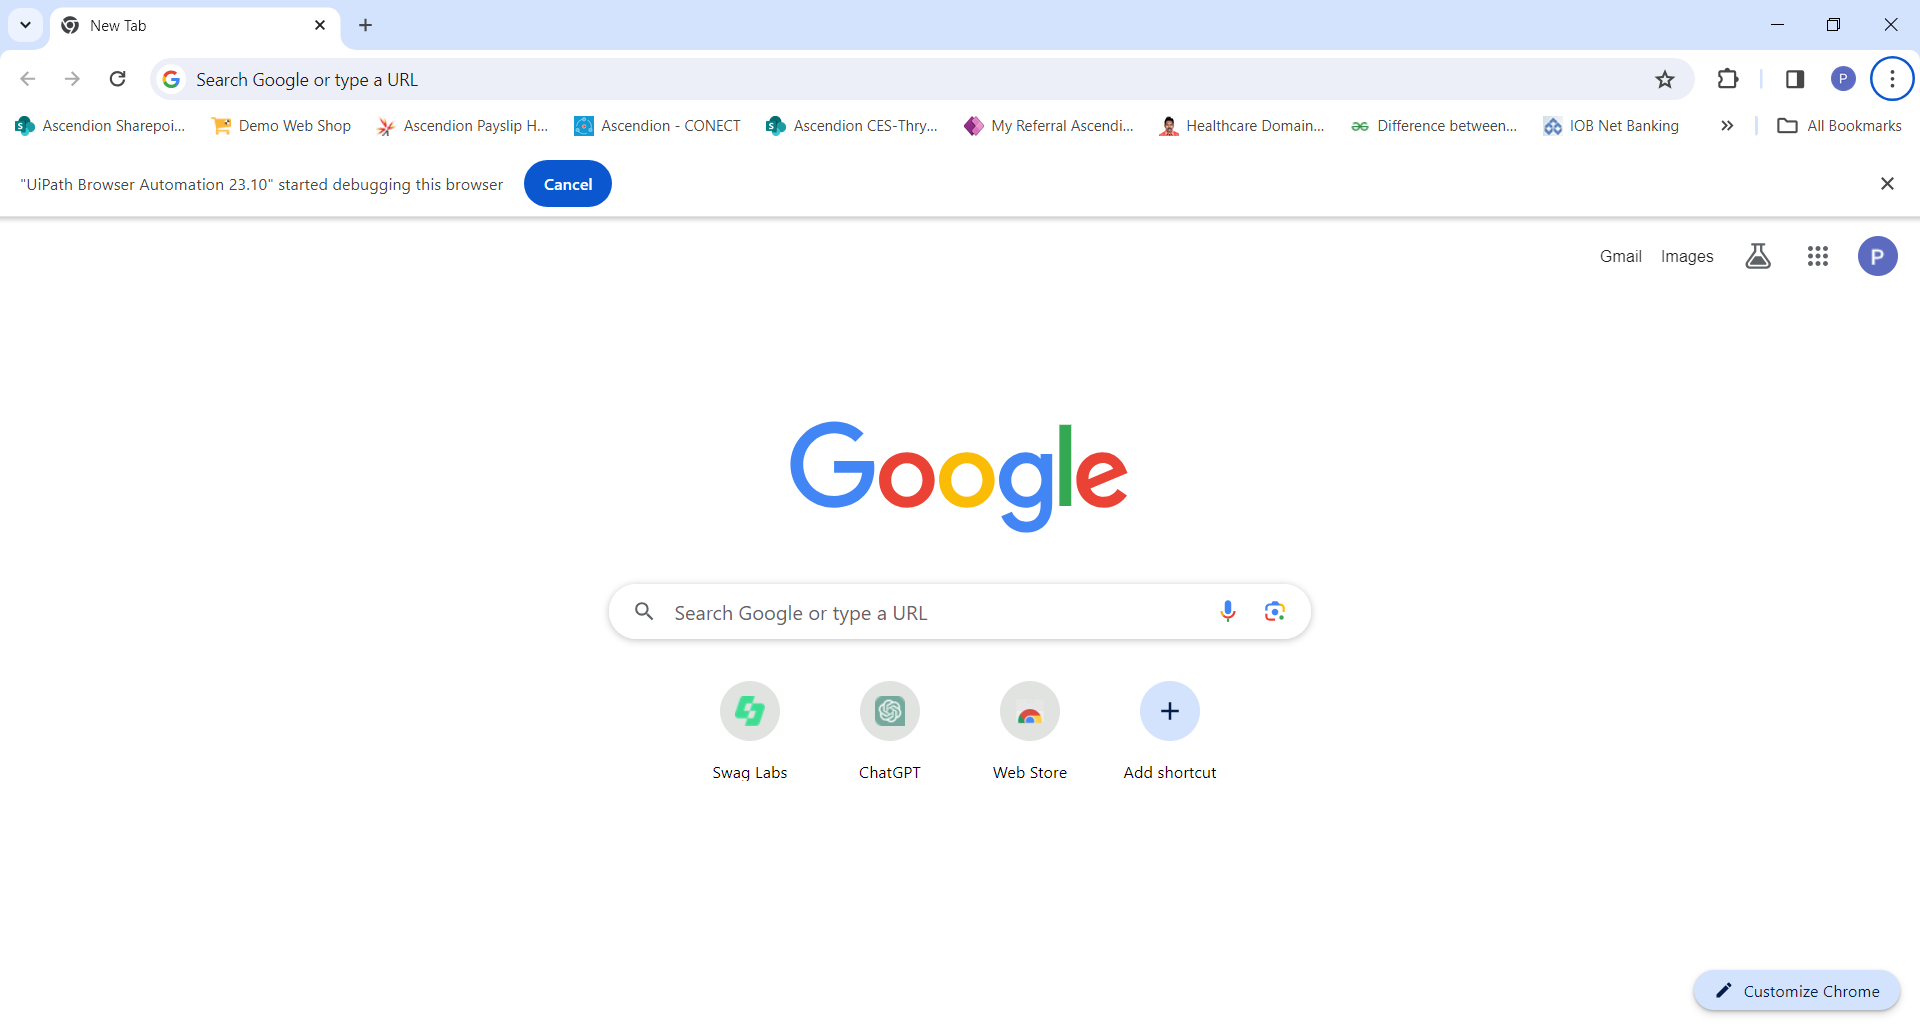 New Tab
Search Google or type a URL
P
Ascendion Sharepoi...
Demo Web Shop
Ascendion Payslip H...
Ascendion - CONECT
Ascendion CES-Thry...
My Referral Ascendi...
Healthcare Domain...
Difference between...
IOB Net Banking
All Bookmarks
"UiPath Browser Automation 23.10" started debugging this browser
Cancel
Gmail
Images
P
Google
Search Google or type a URL
Swag Labs
ChatGPT
Web Store
Add shortcut
Customize Chrome